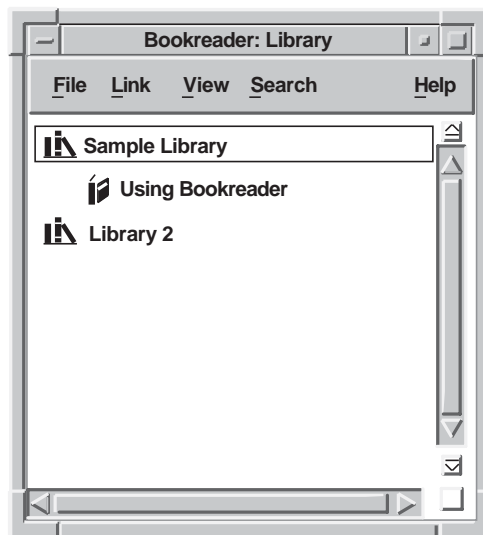 Bookreader: Library
File Link View Search Help
Sample Library
Using Bookreader
Library 2